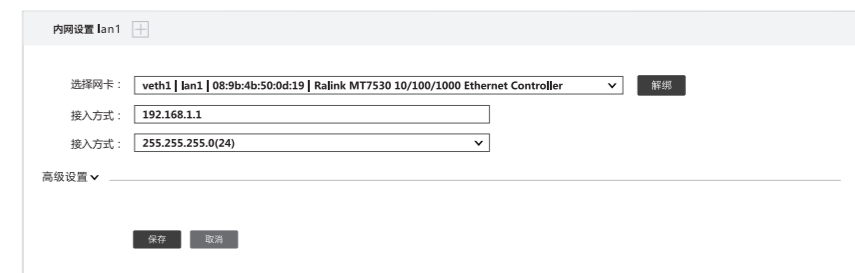 内网设置 lan1
选择网卡： veth1 | lan1 | 08:9b:4b:50:0d:19 | Ralink MT7530 10/100/1000 Ethernet Controller 解绑
接入方式： 192.168.1.1
接入方式： 255.255.255.0(24)
高级设置
保存 取消